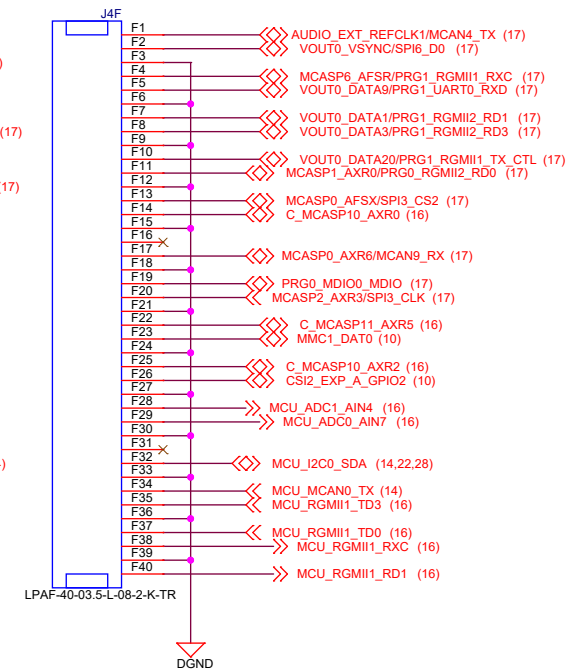 J4F
F1 AUDIO_EXT_REFCLK1/MCAN4_TX (17)
F2 VOUT0_VSYNC/SPI6_D0 (17)
F3
)
F4 MCASP6_AFSR/PRG1_RGMII1_RXC (17)
F5 VOUT0_DATA9/PRG1_UART0_RXD (17)
F6
F7 VOUT0_DATA1/PRG1_RGMII2_RD1 (17)
F8 VOUT0_DATA3/PRG1_RGMII2_RD3 (17)
(17)
F9
F10 VOUT0_DATA20/PRG1_RGMII1_TX_CTL (17)
F11 MCASP1_AXR0/PRG0_RGMII2_RD0 (17)
F12
17)
F13 MCASP0_AFSX/SPI3_CS2 (17)
F14 C_MCASP10_AXR0 (16)
F15
F16
F17 MCASP0_AXR6/MCAN9_RX (17)
F18
F19 PRG0_MDIO0_MDIO (17)
F20 MCASP2_AXR3/SPI3_CLK (17)
F21
F22 C_MCASP11_AXR5 (16)
F23 MMC1_DAT0 (10)
F24
F25 C_MCASP10_AXR2 (16)
F26 CSI2_EXP_A_GPIO2 (10)
F27
F28 MCU_ADC1_AIN4 (16)
F29 MCU_ADC0_AIN7 (16)
F30
F31
F32 MCU_I2C0_SDA (14,22,28)
)
F33
F34 MCU_MCAN0_TX (14)
F35 MCU_RGMII1_TD3 (16)
F36
F37 MCU_RGMII1_TD0 (16)
F38 MCU_RGMII1_RXC (16)
F39
F40 MCU_RGMII1_RD1 (16)
LPAF-40-03.5-L-08-2-K-TR
DGND